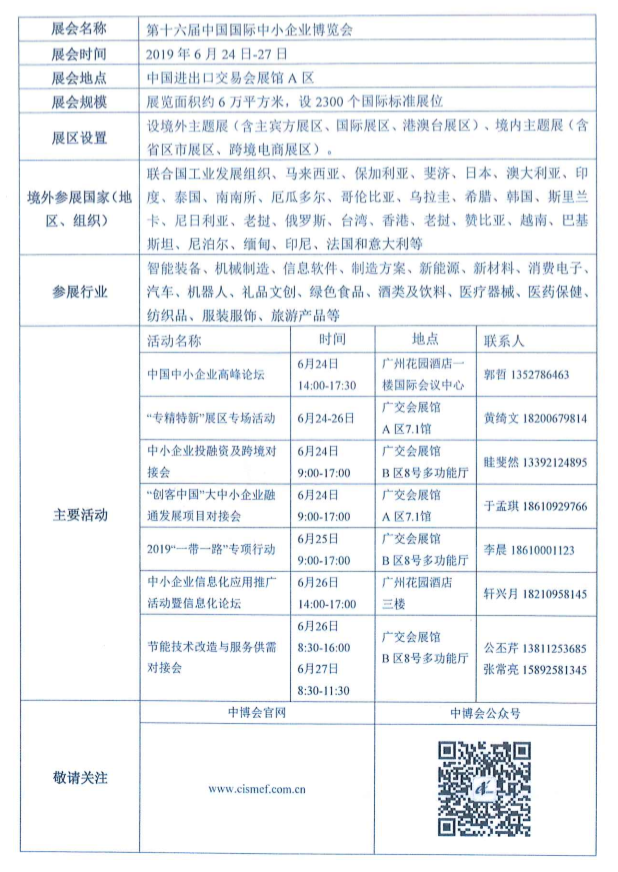 展会名称 第十六届中国国际中小企业博览会
展会时间 2019 年 6 月 24 日-27 日
展会地点 中国进出口交易会展馆 A 区
展会规模 展览面积约 6 万平方米，设 2300 个国际标准展位
展区设置
设境外主题展（含主宾方展区、国际展区、港澳台展区）、境内主题展（含
省区市展区、跨境电商展区）。
境外参展国家（地
区、组织）
联合国工业发展组织、马来西亚、保加利亚、斐济、日本、澳大利亚、印
度、泰国、南南所、厄瓜多尔、哥伦比亚、乌拉圭、希腊、韩国、斯里兰
卡、尼日利亚、老挝、俄罗斯、台湾、香港、老挝、赞比亚、越南、巴基
斯坦、尼泊尔、缅甸、印尼、法国和意大利等
参展行业
智能装备、机械制造、信息软件、制造方案、新能源、新材料、消费电子、
汽车、机器人、礼品文创、绿色食品、酒类及饮料、医疗器械、医药保健、
纺织品、服装服饰、旅游产品等
主要活动
活动名称 时间 地点 联系人
中国中小企业高峰论坛
6月24日
14:00-17:30
广州花园酒店一
楼国际会议中心
郭哲 1352786463
“专精特新”展区专场活动
6月24-26日
广交会展馆
A 区7.1馆
黄绮文 18200679814
中小企业投融资及跨境对
接会
6月24日
9:00-17:00
广交会展馆
B 区8号多功能厅
眭斐然 13392124895
“创客中国”大中小企业融
通发展项目对接会
6月24日
9:00-17:00
广交会展馆
A 区7.1馆
于孟琪 18610929766
2019“一带一路”专项行动
6月25日
9:00-17:00
广交会展馆
B 区8号多功能厅
李晨 18610001123
中小企业信息化应用推广
活动暨信息化论坛
6月26日
14:00-17:00
广州花园酒店
三楼
轩兴月 18210958145
节能技术改造与服务供需
对接会
6月26日
8:30-16:00
6月27日
8:30-11:30
广交会展馆
B 区8号多功能厅
公丕芹 13811253685
张常亮 15892581345
敬请关注
中博会官网 中博会公众号
www.cismef.com.cn